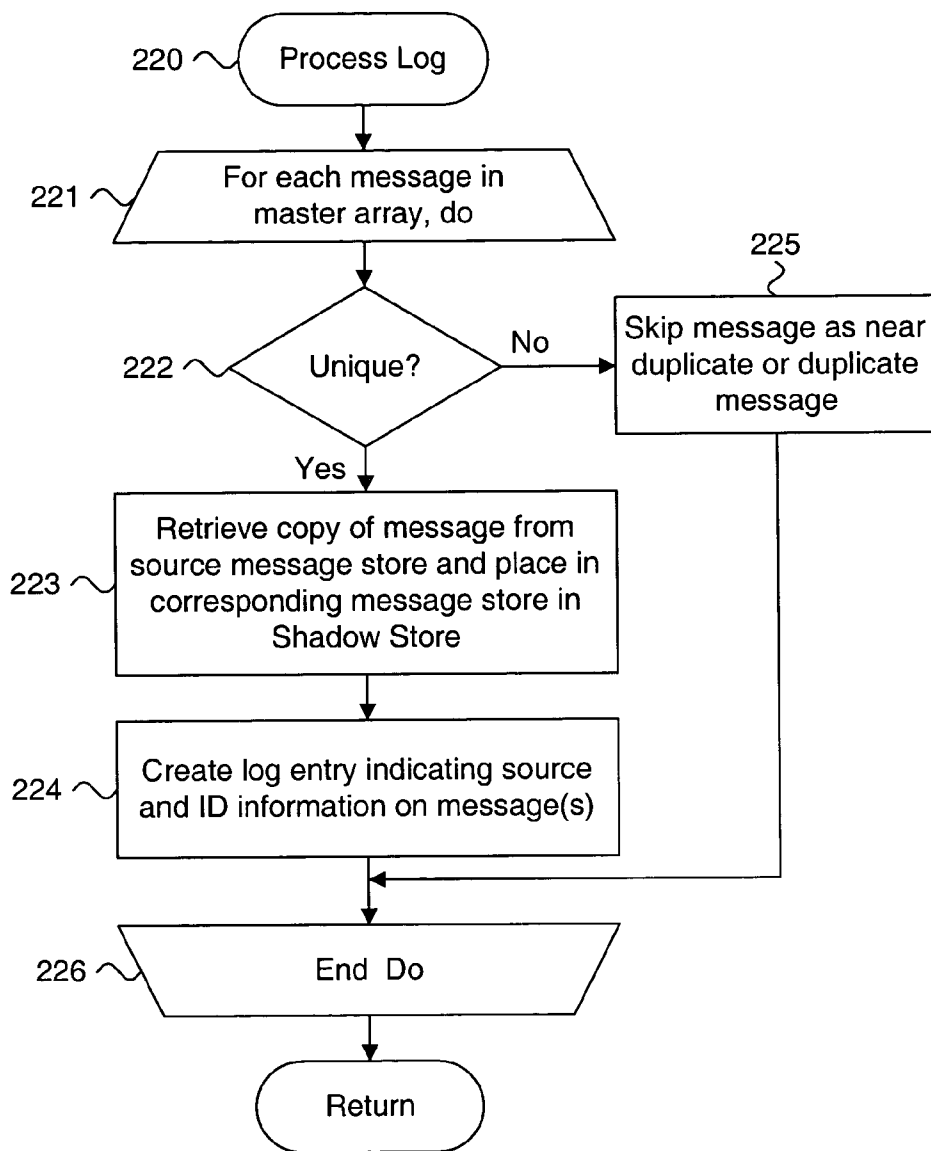 220
Process Log
221
For each message in
master array, do
222
Unique?
No
225
Skip message as near
duplicate or duplicate
message
Yes
223
Retrieve copy of message from
source message store and place in
corresponding message store in
Shadow Store
224
Create log entry indicating source
and ID information on message(s)
226
End Do
Return